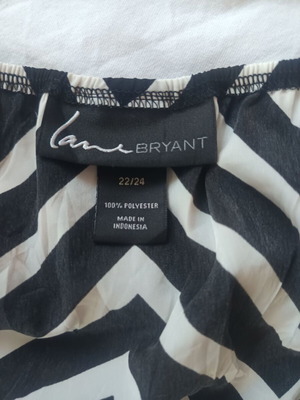 Lane BRYANT
22/24
100% POLYESTER
MADE IN
INDONESIA